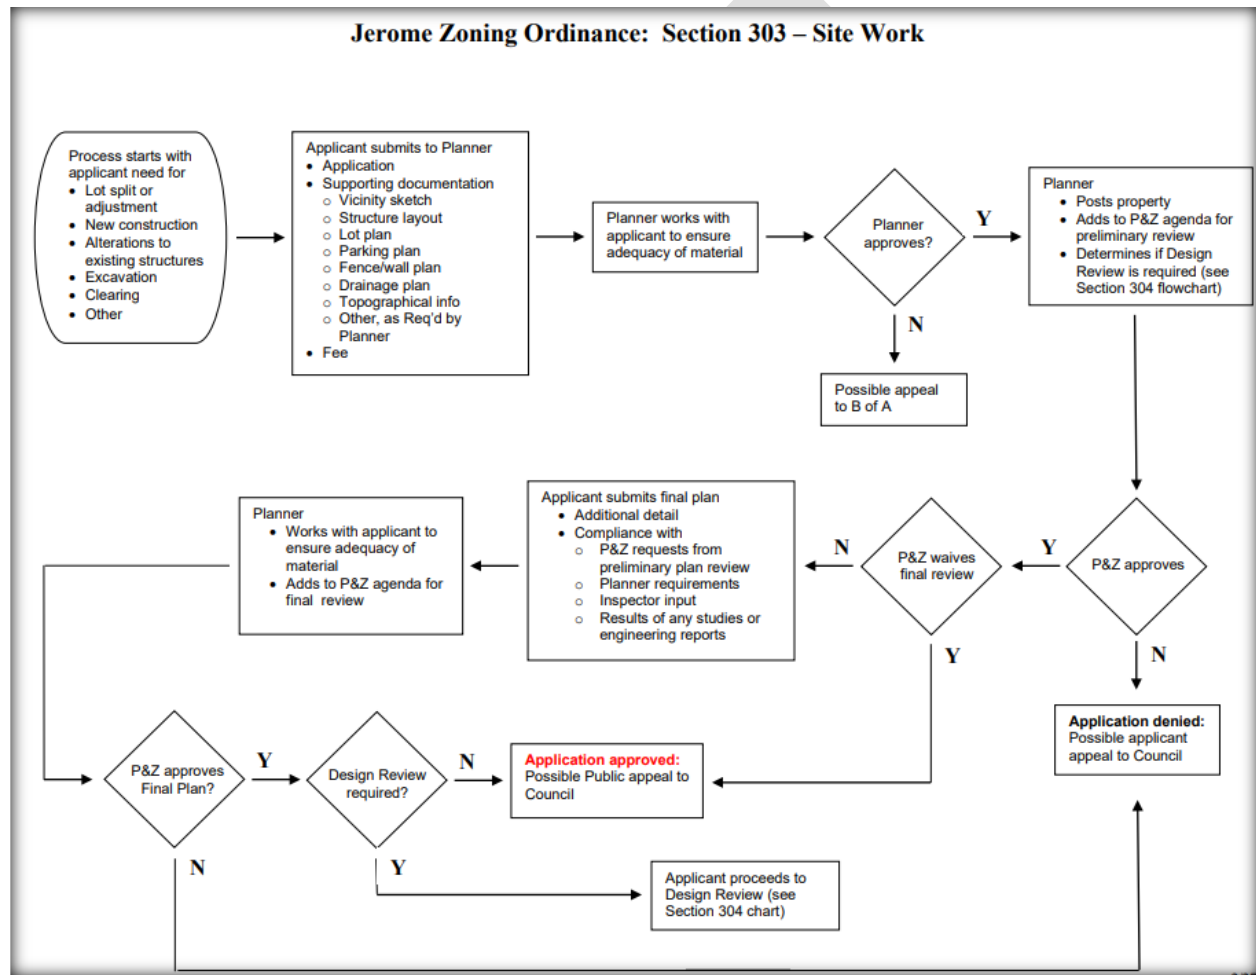 Jerome Zoning Ordinance: Section 303 – Site Work
Process starts with
applicant need for
• Lot split or
adjustment
• New construction
• Alterations to
existing structures
• Excavation
• Clearing
• Other
Applicant submits to Planner
• Application
• Supporting documentation
o Vicinity sketch
o Structure layout
o Lot plan
o Parking plan
o Fence/wall plan
o Drainage plan
o Topographical info
o Other, as Req'd by
Planner
• Fee
Planner works with
applicant to ensure
adequacy of material
Planner
approves?
Y
N
Planner
• Posts property
• Adds to P&Z agenda for
preliminary review
• Determines if Design
Review is required (see
Section 304 flowchart)
Possible appeal
to B of A
P&Z approves
Y
N
P&Z waives
final review
N
Y
Applicant submits final plan
• Additional detail
• Compliance with
o P&Z requests from
preliminary plan review
o Planner requirements
o Inspector input
o Results of any studies or
engineering reports
Planner
• Works with applicant to
ensure adequacy of
material
• Adds to P&Z agenda for
final review
Application denied:
Possible applicant
appeal to Council
P&Z approves
Final Plan?
Y
N
Design Review
required?
N
Y
Application approved:
Possible Public appeal to
Council
Applicant proceeds to
Design Review (see
Section 304 chart)